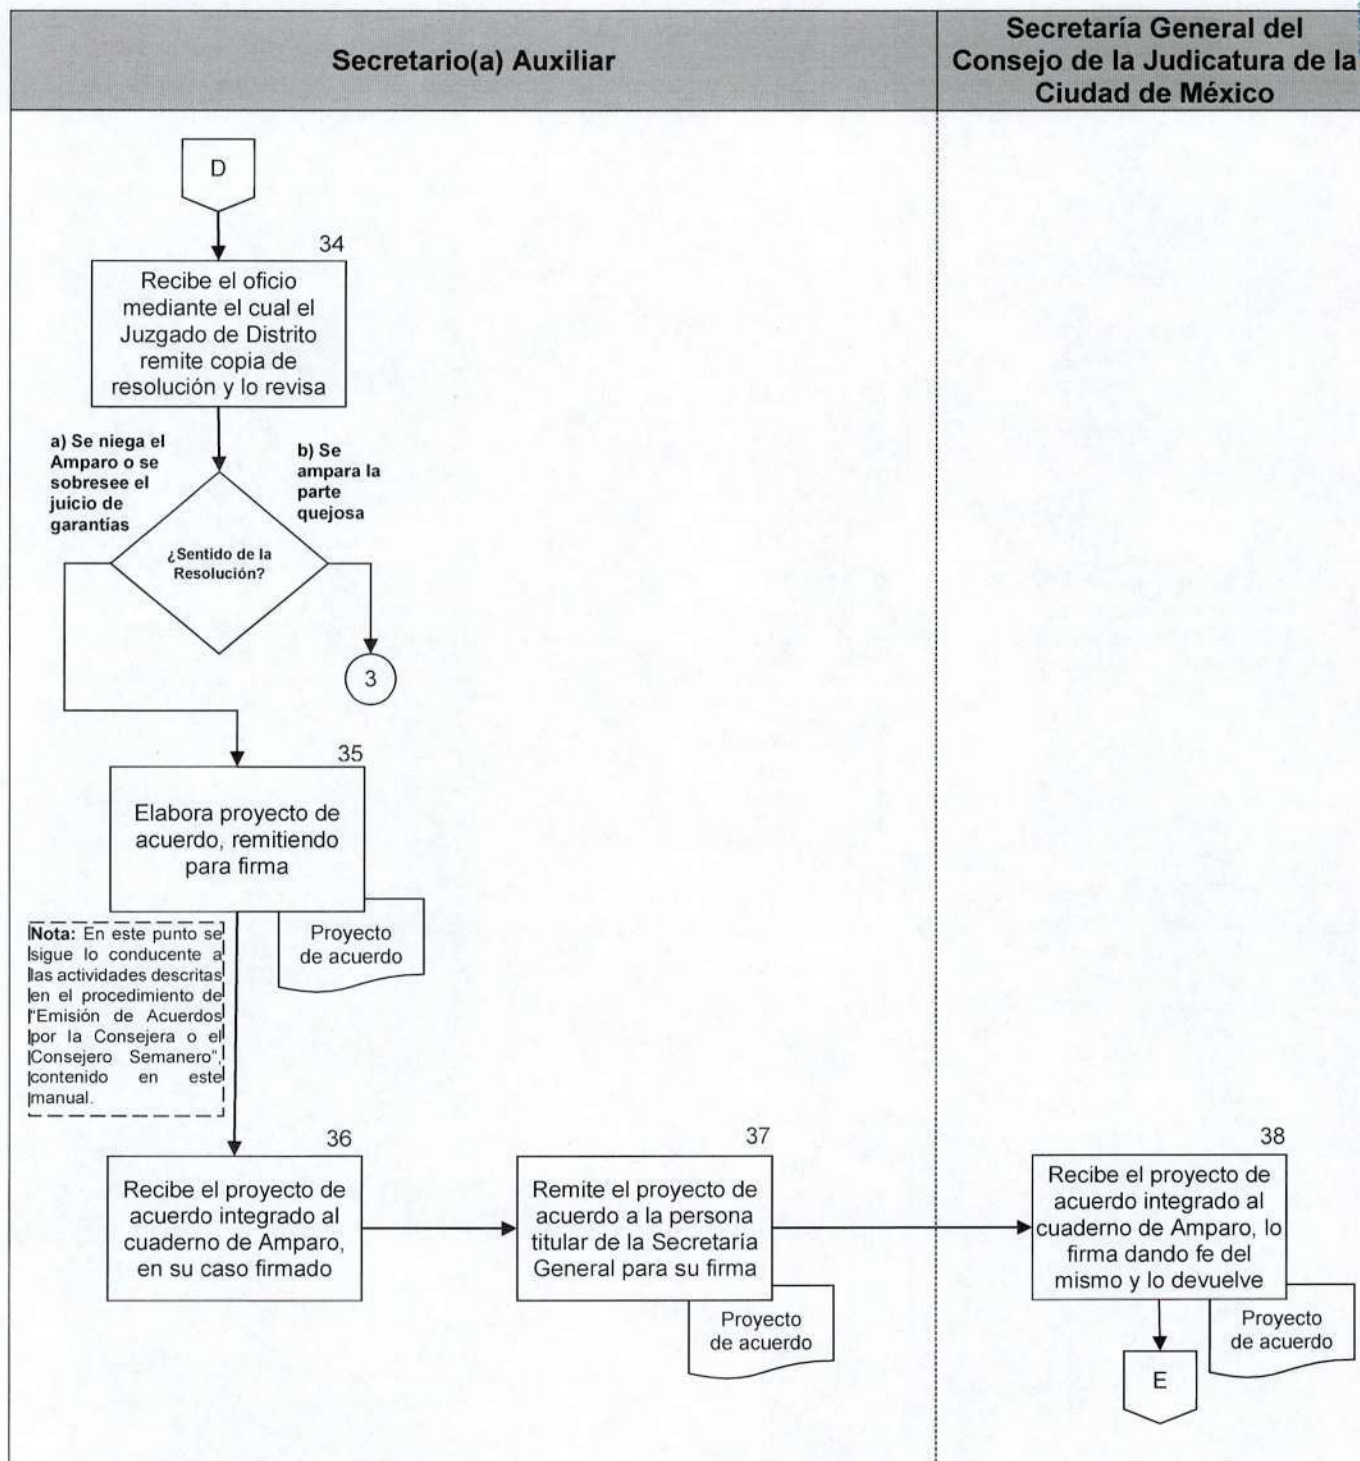 Secretario(a) Auxiliar
Secretaría General del
Consejo de la Judicatura de la
Ciudad de México
D
34
Recibe el oficio
mediante el cual el
Juzgado de Distrito
remite copia de
resolución y lo revisa
a) Se niega el
Amparo o se
sobresee el
juicio de
garantías
b) Se
ampara la
parte
quejosa
¿Sentido de la
Resolución?
3
35
Elabora proyecto de
acuerdo, remitiendo
para firma
Proyecto
de acuerdo
Nota: En este punto se
sigue lo conducente a
las actividades descritas
en el procedimiento de
"Emisión de Acuerdos
por la Consejera o el
Consejero Semanero",
contenido en este
manual.
36
Recibe el proyecto de
acuerdo integrado al
cuaderno de Amparo,
en su caso firmado
37
Remite el proyecto de
acuerdo a la persona
titular de la Secretaría
General para su firma
Proyecto
de acuerdo
38
Recibe el proyecto de
acuerdo integrado al
cuaderno de Amparo, lo
firma dando fe del
mismo y lo devuelve
Proyecto
de acuerdo
E